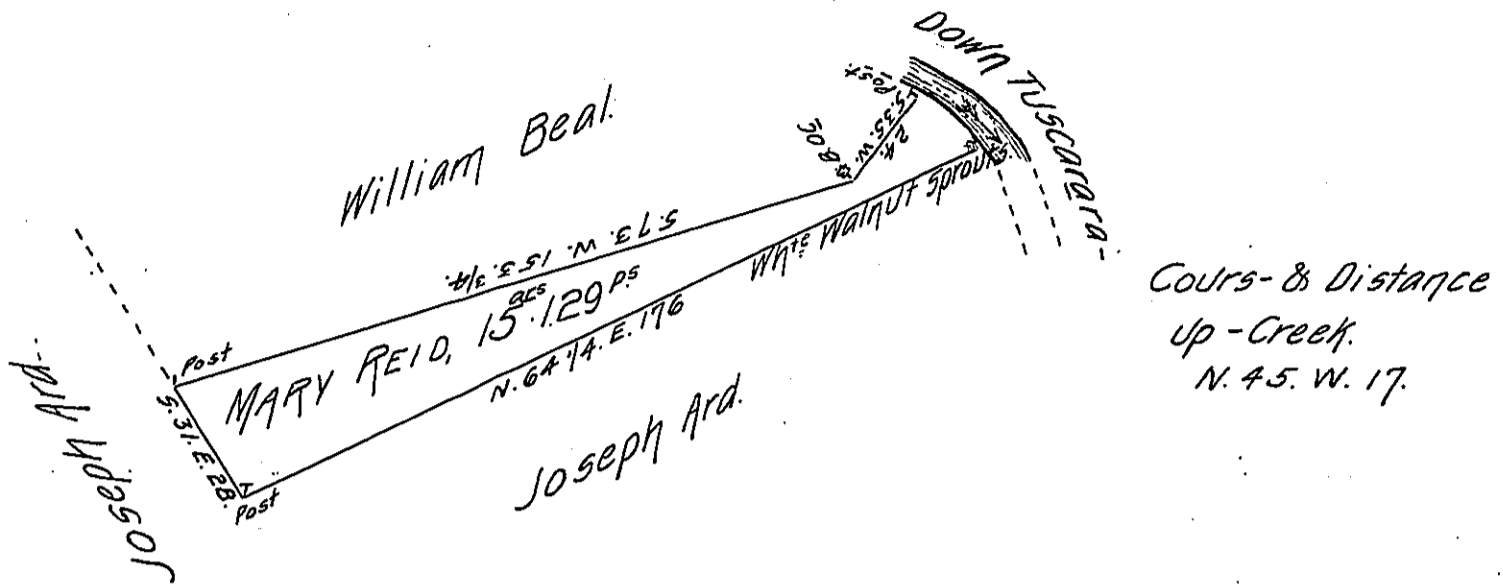 DOWN TUSCARARA-
Post.
S. 35. W.
24.
B.OC
William Beal.
S. 73. W. 153. 3/4.
Whte Walnut Sprout
Cours- & Distance
up - Creek.
N. 45. W. 17.
Post
MARY REID, 15 acs. 129 Ps
N. 64 1/4. E. 176
S. 31. E. 28.
Post
Joseph Ard.
Joseph Ard.